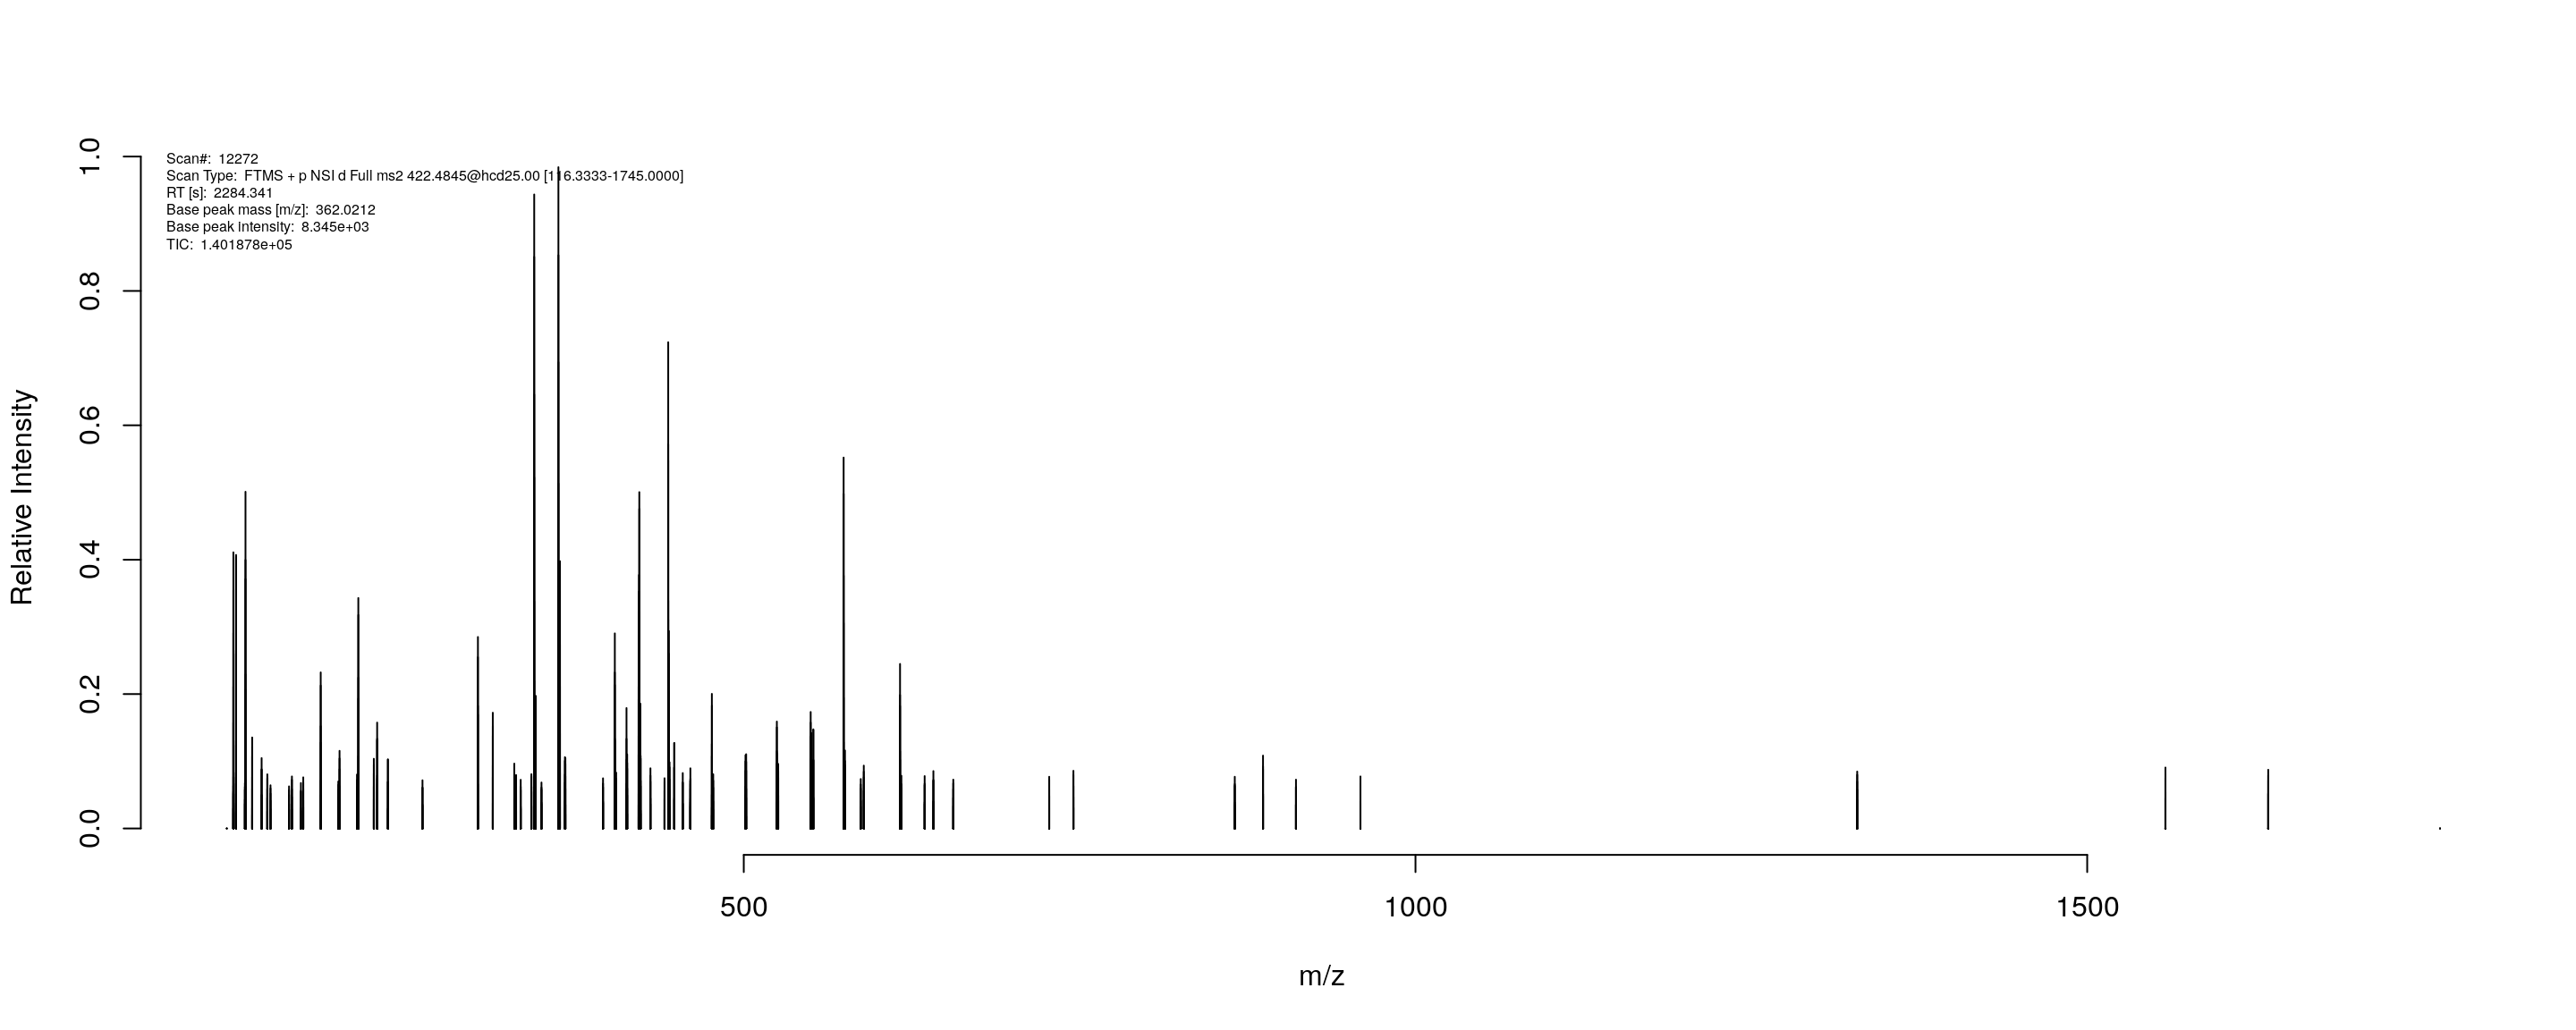 Scan#: 12272
Scan Type: FTMS + p NSI d Full ms2 422.4845@hcd25.00 [116.3333-1745.0000]
RT [s]: 2284.341
Base peak mass [m/z]: 362.0212
Base peak intensity: 8.345e+03
TIC: 1.401878e+05
1.0
0.8
0.6
0.4
0.2
0.0
Relative Intensity
500 1000 1500
m/z